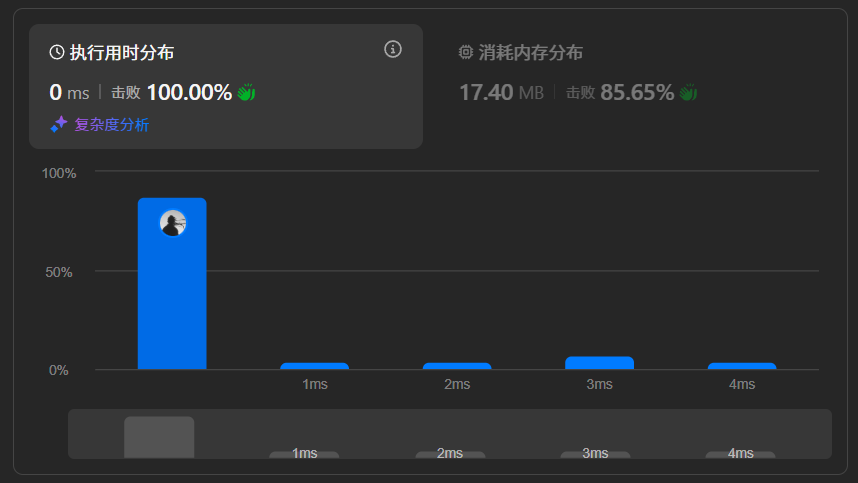 执行用时分布
0 ms | 击败 100.00%
复杂度分析
消耗内存分布
17.40 MB | 击败 85.65%
100%
50%
0%
1ms 2ms 3ms 4ms
1ms 2ms 3ms 4ms